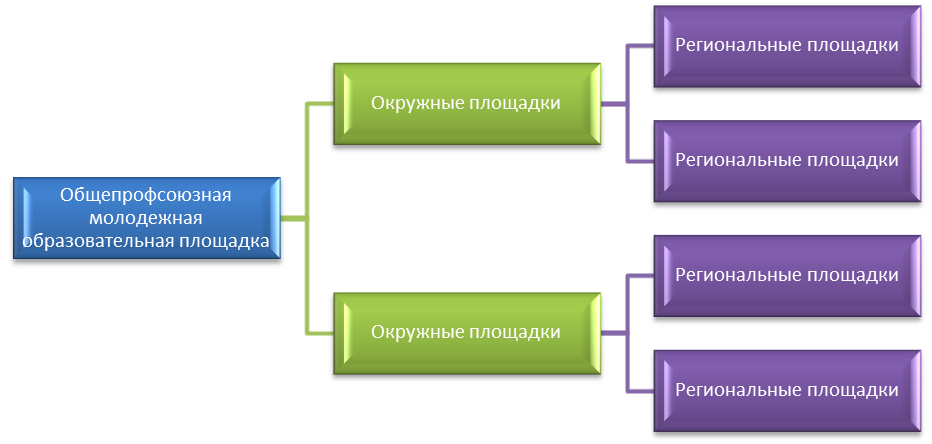 Общепрофсоюзная
молодежная
образовательная площадка
Окружные площадки
Региональные площадки
Региональные площадки
Окружные площадки
Региональные площадки
Региональные площадки